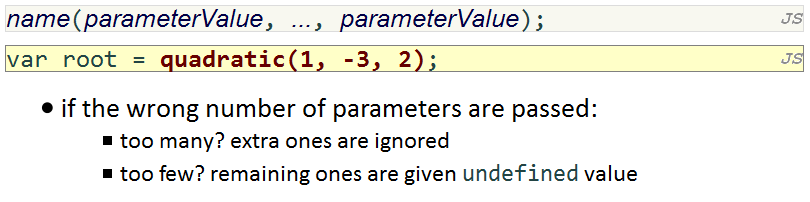 name(parameterValue, ..., parameterValue); JS
var root = quadratic(1, -3, 2); JS
• if the wrong number of parameters are passed:
▪ too many? extra ones are ignored
▪ too few? remaining ones are given undefined value